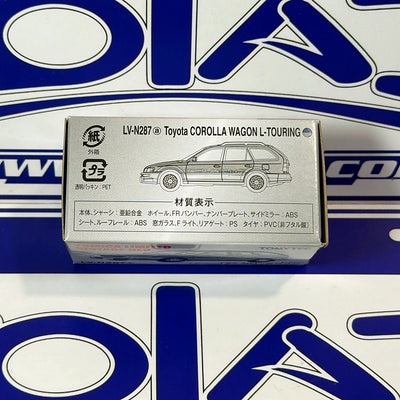 紙
外箱
LV-N287 ⓐ Toyota COROLLA WAGON L-TOURING
プラ
透明パッキン:PET
材質表示
本体、シャーシ:亜鉛合金 ホイール、FRバンパー、ナンバープレート、サイドミラー:ABS
シート、ルーフレール:ABS 窓ガラス、Fライト、リアゲート:PS タイヤ:PVC(非フタル酸)
www.
.com